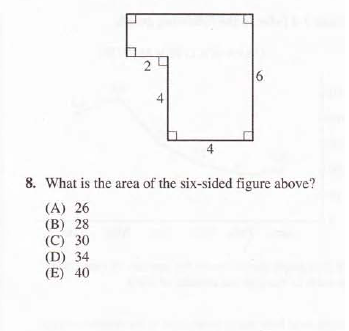 2
6
4
4
8. What is the area of the six-sided figure above?
(A) 26
(B) 28
(C) 30
(D) 34
(E) 40